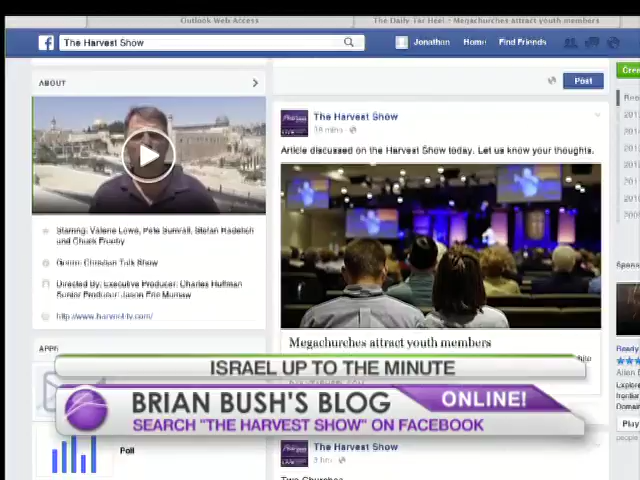 Outlook Web Access
The Daily Tar Heel : Megachurches attract youth members
The Harvest Show
Jonathan
Home
Find Friends
ABOUT
Starring: Valerie Lowe, Pete Sumrall, Stefan Radelich
and Chuck Freeby
Genre: Christian Talk Show
Directed By: Executive Producer: Charles Huffman
Senior Producer:
http://www.harvest-tv.com/
APPS
Poll
Post
The Harvest Show
Article discussed on the Harvest Show today. Let us know your thoughts.
Megachurches attract youth members
The Harvest Show
Two Churches
ISRAEL UP TO THE MINUTE
BRIAN BUSH'S BLOG
ONLINE!
SEARCH "THE HARVEST SHOW" ON FACEBOOK